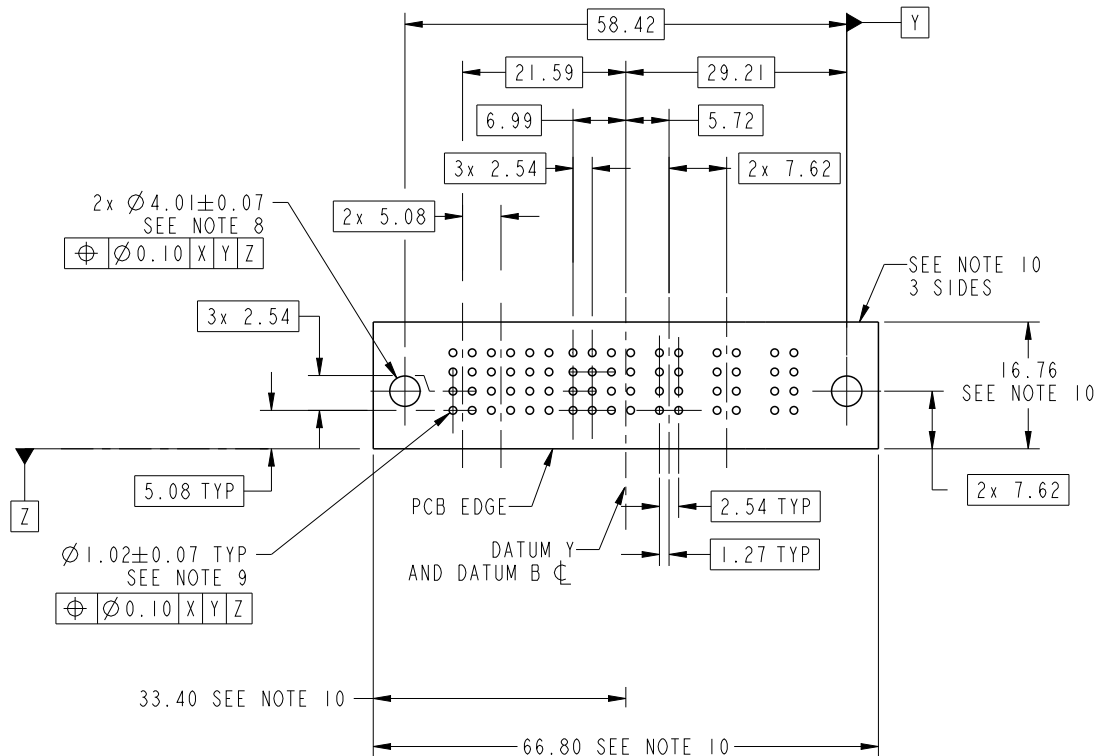 58.42
Y
21.59
29.21
6.99
5.72
3x 2.54
2x 7.62
2x Ø4.01±0.07
SEE NOTE 8
⌖ Ø0.10 X Y Z
2x 5.08
SEE NOTE 10
3 SIDES
3x 2.54
16.76
SEE NOTE 10
5.08 TYP
Z
PCB EDGE
2.54 TYP
2x 7.62
Ø1.02±0.07 TYP
SEE NOTE 9
⌖ Ø0.10 X Y Z
DATUM Y
AND DATUM B ℄
1.27 TYP
33.40 SEE NOTE 10
66.80 SEE NOTE 10